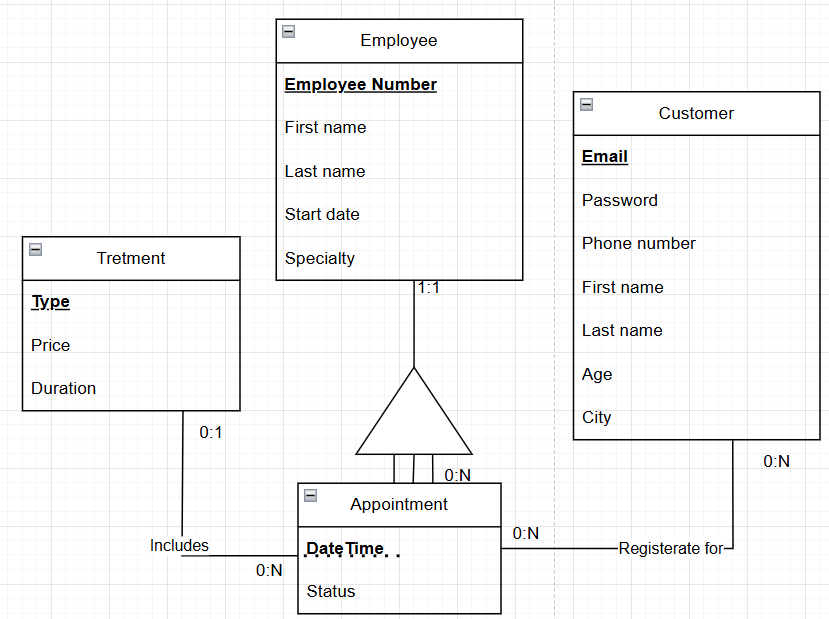 Employee
Employee Number
First name
Last name
Start date
Specialty
1:1
Customer
Email
Password
Phone number
First name
Last name
Age
City
0:N
Tretment
Type
Price
Duration
0:1
Includes
0:N
0:N
Appointment
DateTime
Status
0:N
Registerate for